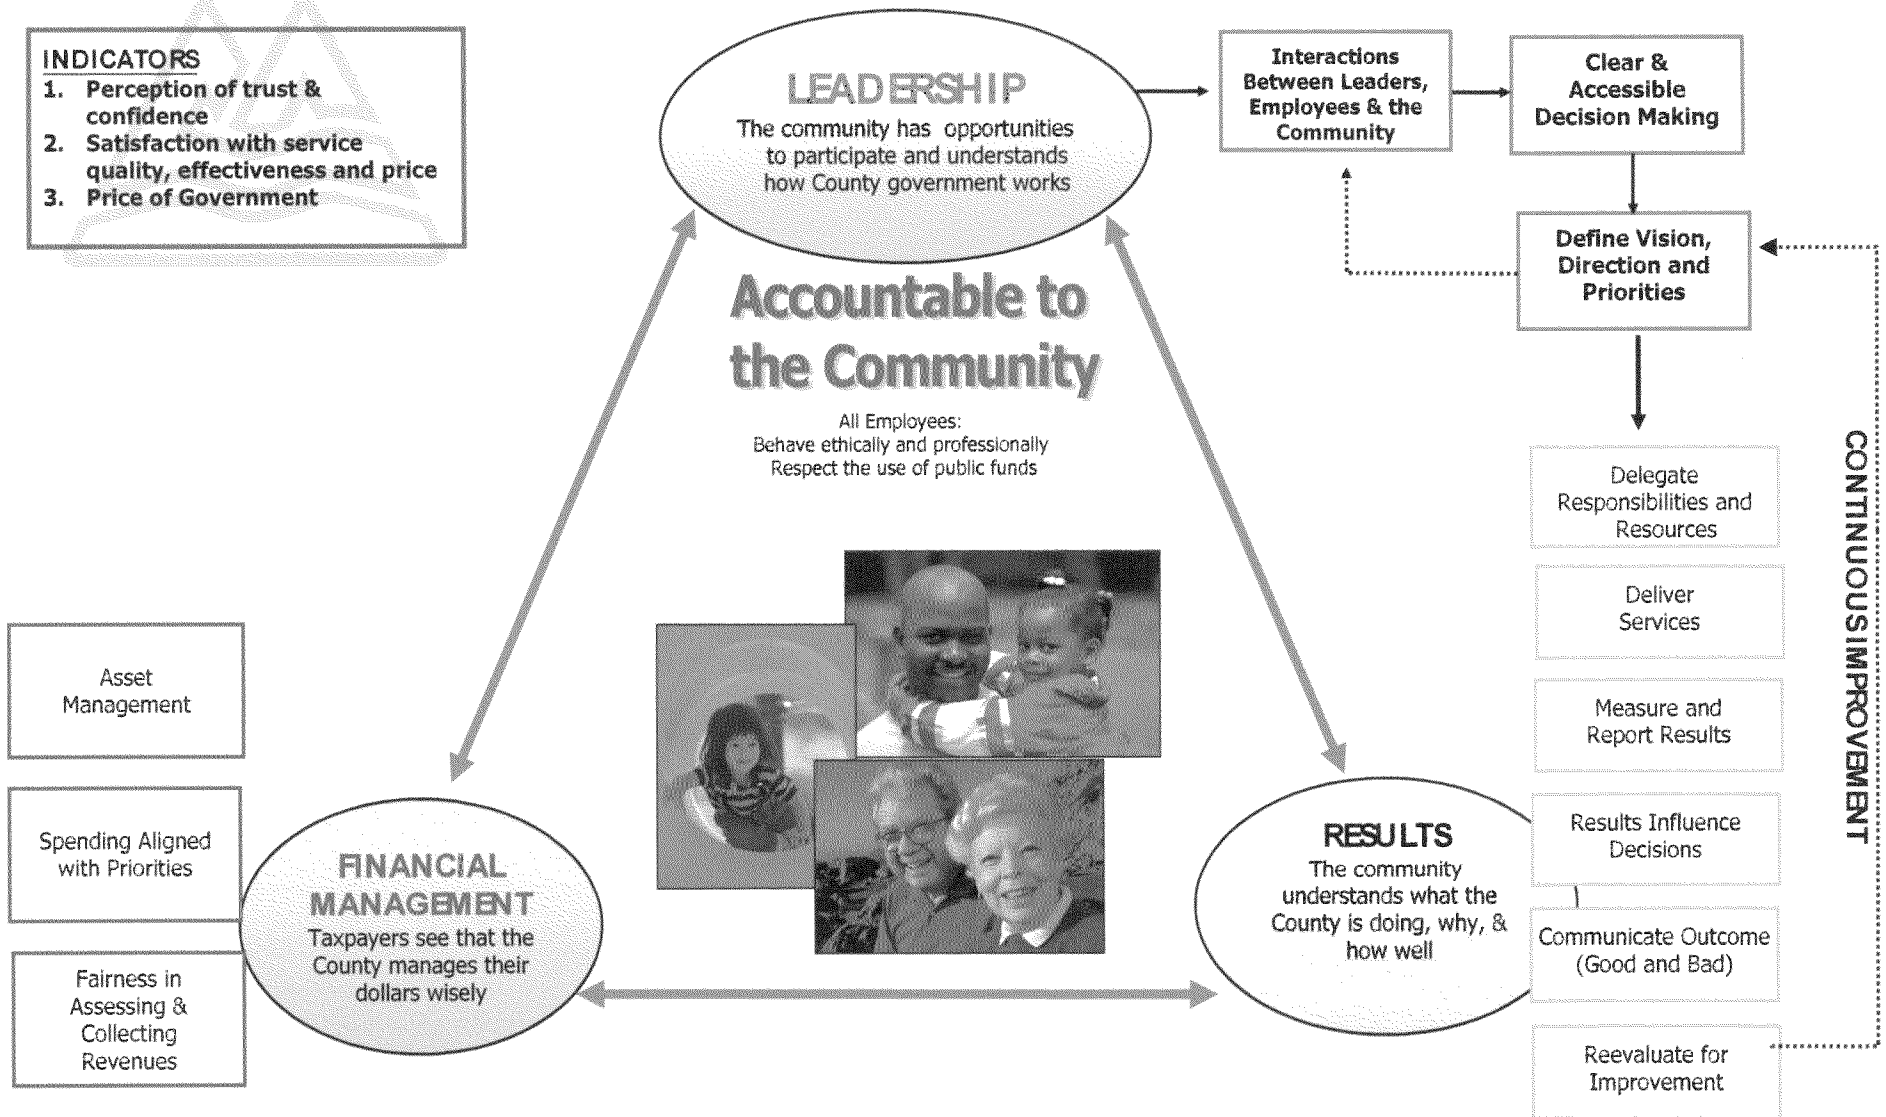 INDICATORS
1. Perception of trust &
confidence
2. Satisfaction with service
quality, effectiveness and price
3. Price of Government
LEADERSHIP
The community has opportunities
to participate and understands
how County government works
Interactions
Between Leaders,
Employees & the
Community
Clear &
Accessible
Decision Making
Define Vision,
Direction and
Priorities
Accountable to
the Community
All Employees:
Behave ethically and professionally
Respect the use of public funds
Delegate
Responsibilities and
Resources
Deliver
Services
Measure and
Report Results
Results Influence
Decisions
Communicate Outcome
(Good and Bad)
Reevaluate for
Improvement
CONTINUOUS IMPROVEMENT
Asset
Management
Spending Aligned
with Priorities
Fairness in
Assessing &
Collecting
Revenues
FINANCIAL
MANAGEMENT
Taxpayers see that the
County manages their
dollars wisely
RESULTS
The community
understands what the
County is doing, why, &
how well